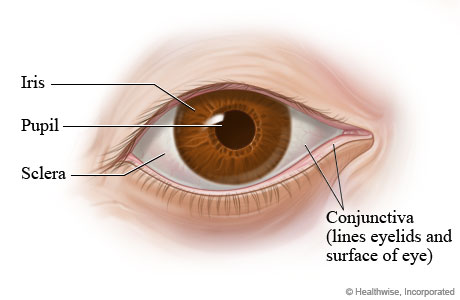 Iris
Pupil
Sclera
Conjunctiva
(lines eyelids and
surface of eye)
© Healthwise, Incorporated